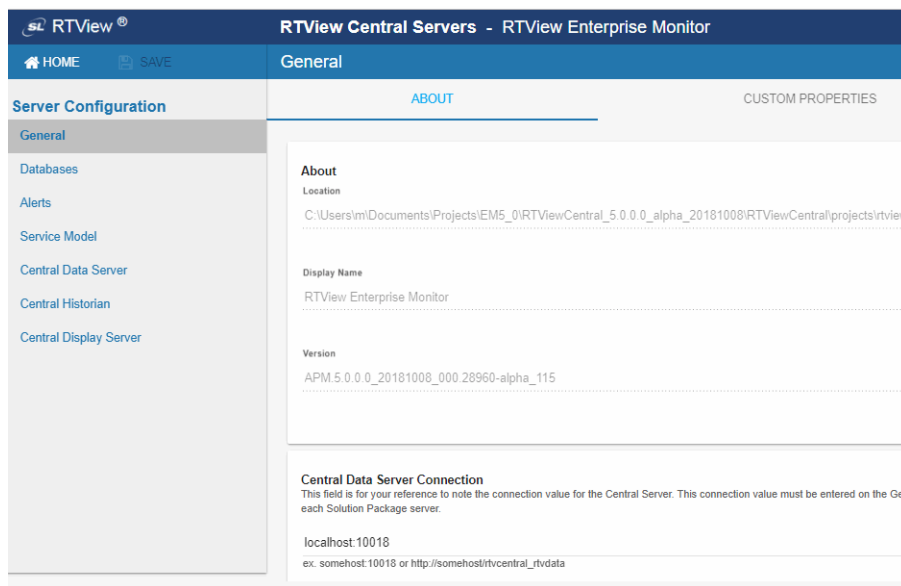 SL RTView ®
RTView Central Servers - RTView Enterprise Monitor
HOME SAVE
General
Server Configuration
General
Databases
Alerts
Service Model
Central Data Server
Central Historian
Central Display Server
ABOUT CUSTOM PROPERTIES
About
Location
C:\Users\m\Documents\Projects\EM5_0\RTViewCentral_5.0.0.0_alpha_20181008\RTViewCentral\projects\rtview
Display Name
RTView Enterprise Monitor
Version
APM.5.0.0.0_20181008_000.28960-alpha_115
Central Data Server Connection
This field is for your reference to note the connection value for the Central Server. This connection value must be entered on the Ge
each Solution Package server.
localhost:10018
ex. somehost:10018 or http://somehost/rtvcentral_rtvdata